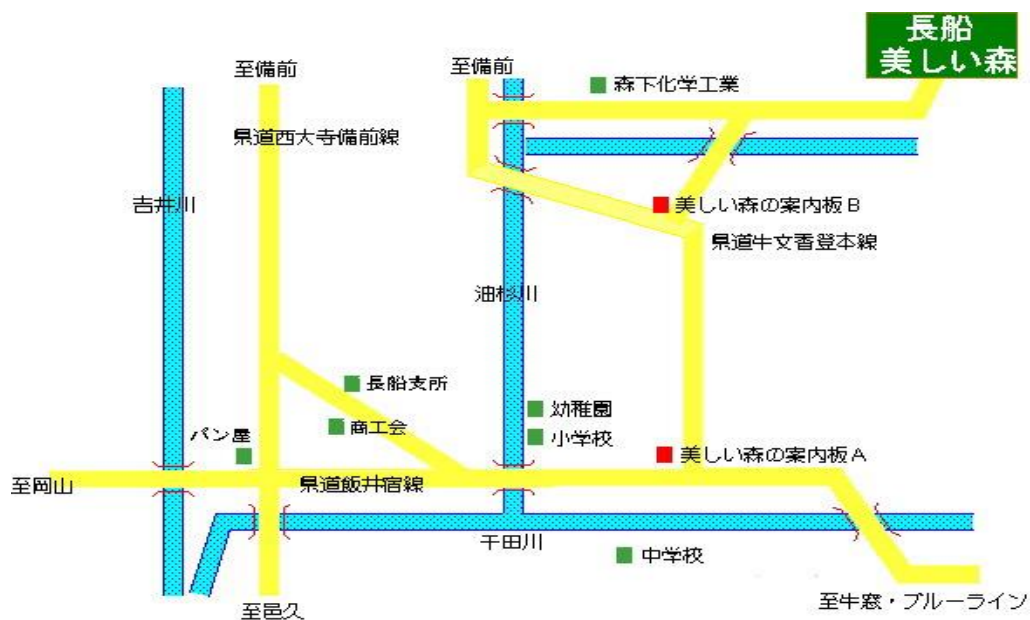 長船
美しい森
至備前
至備前
森下化学工業
県道西大寺備前線
吉井川
美しい森の案内板B
県道牛文香登本線
油杉川
長船支所
幼稚園
商工会
パン屋
小学校
美しい森の案内板A
至岡山
県道飯井宿線
干田川
中学校
至邑久
至牛窓・ブルーライン